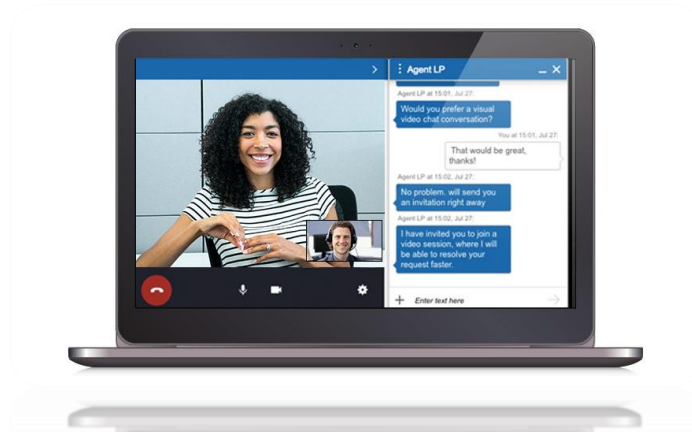 Agent LP
Agent LP at 15:01, Jul 27:
Would you prefer a visual
video chat conversation?
You at 15:01, Jul 27:
That would be great,
thanks!
Agent LP at 15:02, Jul 27:
No problem. will send you
an invitation right away
Agent LP at 15:02, Jul 27:
I have invited you to join a
video session, where I will
be able to resolve your
request faster.
Enter text here